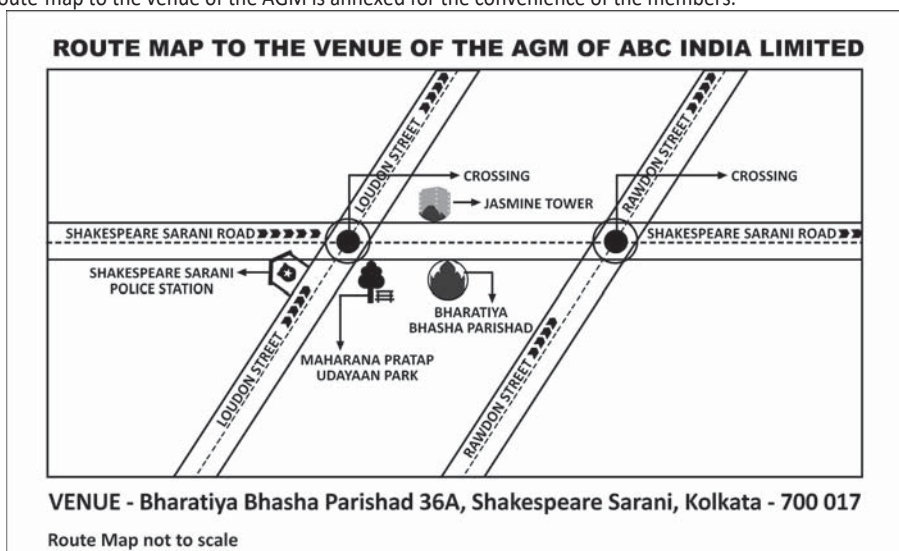 route map to the venue of the AGM is annexed for the convenience of the members.
ROUTE MAP TO THE VENUE OF THE AGM OF ABC INDIA LIMITED
LOUDON STREET
RAWDON STREET
CROSSING
CROSSING
JASMINE TOWER
SHAKESPEARE SARANI ROAD
SHAKESPEARE SARANI ROAD
SHAKESPEARE SARANI
POLICE STATION
BHARATIYA
BHASHA PARISHAD
MAHARANA PRATAP
UDAYAAN PARK
LOUDON STREET
RAWDON STREET
VENUE - Bharatiya Bhasha Parishad 36A, Shakespeare Sarani, Kolkata - 700 017
Route Map not to scale